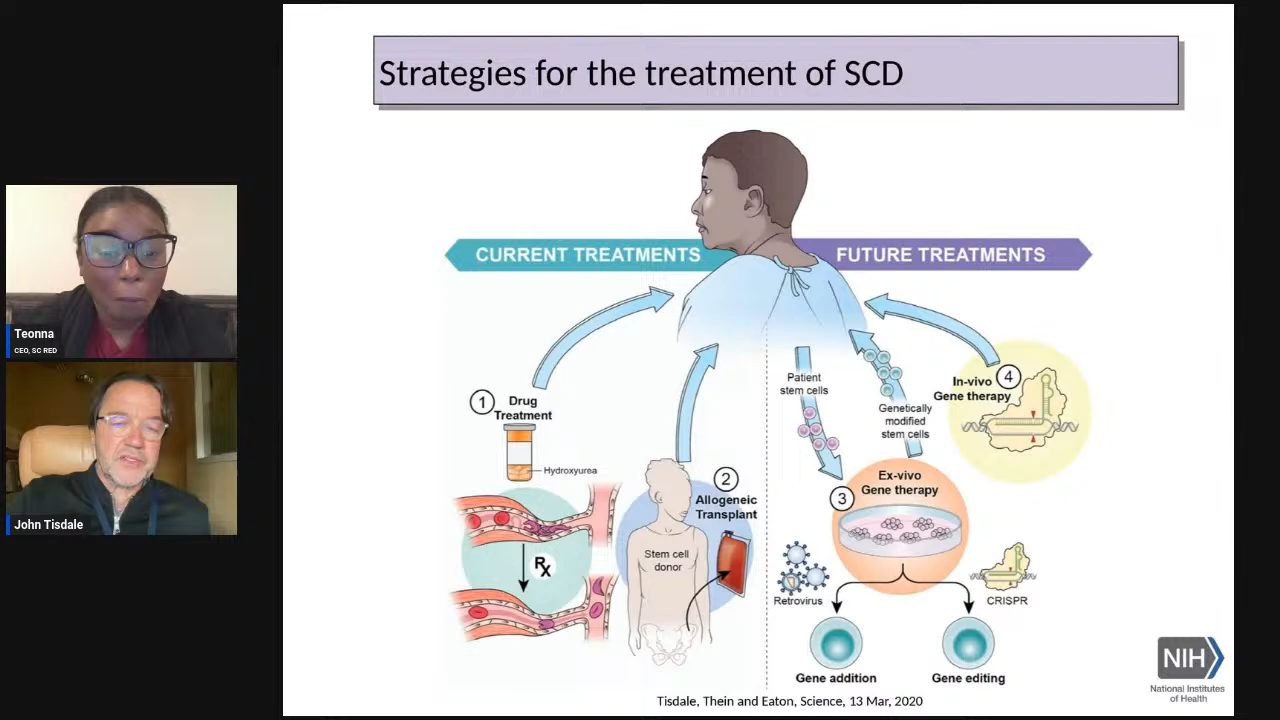 Strategies for the treatment of SCD
CURRENT TREATMENTS
FUTURE TREATMENTS
1
Drug
Treatment
Hydroxyurea
Rx
2
Allogeneic
Transplant
Stem cell
donor
Patient
stem cells
Genetically
modified
stem cells
In-vivo
Gene therapy
4
Ex-vivo
Gene therapy
3
Retrovirus
CRISPR
Gene addition
Gene editing
Tisdale, Thein and Eaton, Science, 13 Mar, 2020
NIH
National Institutes
of Health
Teonna
CEO, SC RED
John Tisdale